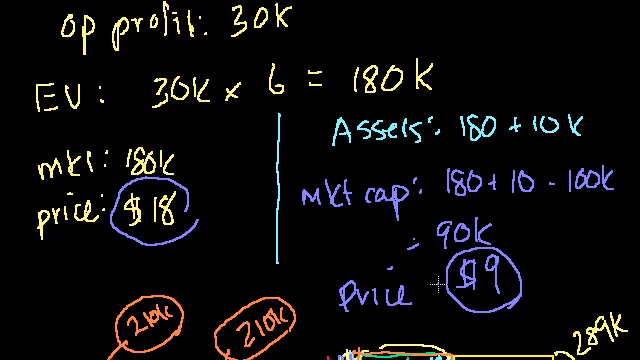 op profit: 30K
EV: 30K x 6 = 180K
mkt: 180K
price: $18
Assets: 180 + 10K
Mkt cap: 180 + 10 - 100K
= 90K
Price $9
210K
210K
289K